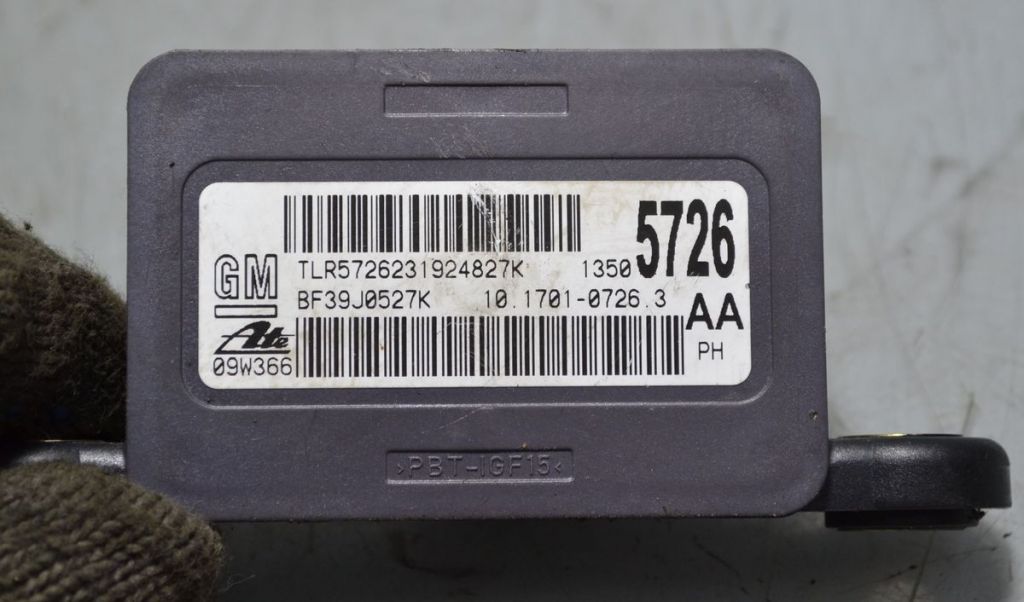 GM
TLR5726231924827K 1350 5726
BF39J0527K 10.1701-0726.3 AA
Ate
09W366 PH
>PBT-IGF15<